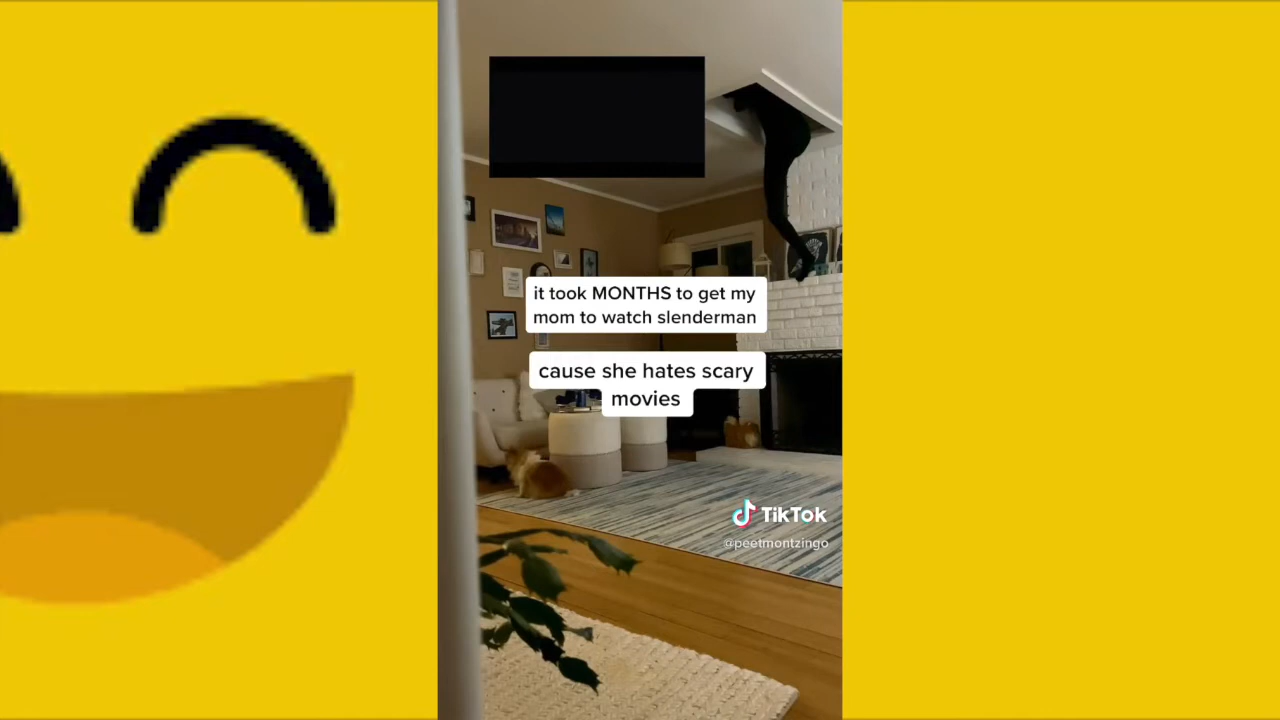 it took MONTHS to get my
mom to watch slenderman
cause she hates scary
movies
TikTok
@peetmontzingo